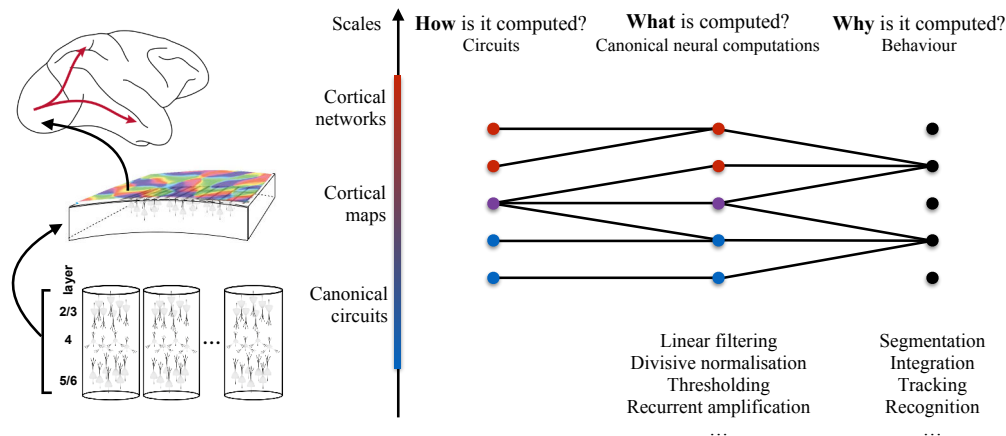 Scales
How is it computed?
Circuits
What is computed?
Canonical neural computations
Why is it computed?
Behaviour
Cortical
networks
Cortical
maps
Canonical
circuits
layer
2/3
4
5/6
...
Linear filtering
Divisive normalisation
Thresholding
Recurrent amplification
...
Segmentation
Integration
Tracking
Recognition
...